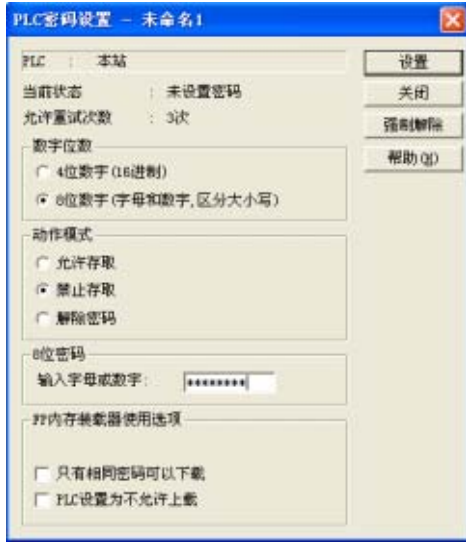 PLC密码设置 - 未命名1
PLC : 本站
设置
当前状态 : 未设置密码
关闭
允许重试次数 : 3次
强制解除
数字位数
帮助(H)
4位数字(16进制)
8位数字(字母和数字,区分大小写)
动作模式
允许存取
禁止存取
解除密码
8位密码
输入字母或数字: ********
FP内存装载器使用选项
只有相同密码可以下载
PLC设置为不允许上载